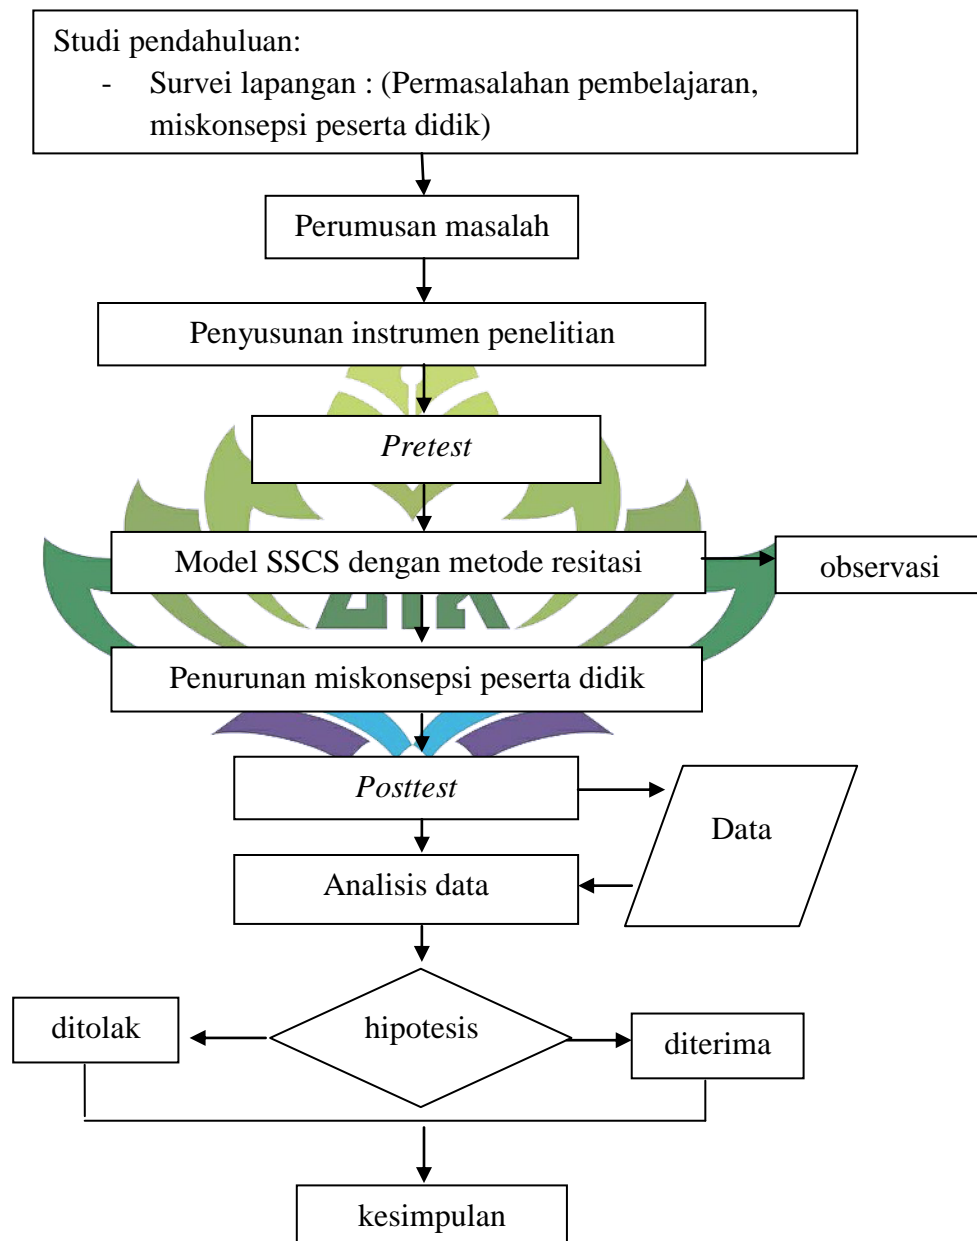 Studi pendahuluan:
- Survei lapangan : (Permasalahan pembelajaran,
miskonsepsi peserta didik)
Perumusan masalah
Penyusunan instrumen penelitian
Pretest
Model SSCS dengan metode resitasi
observasi
Penurunan miskonsepsi peserta didik
Posttest
Data
Analisis data
ditolak
hipotesis
diterima
kesimpulan